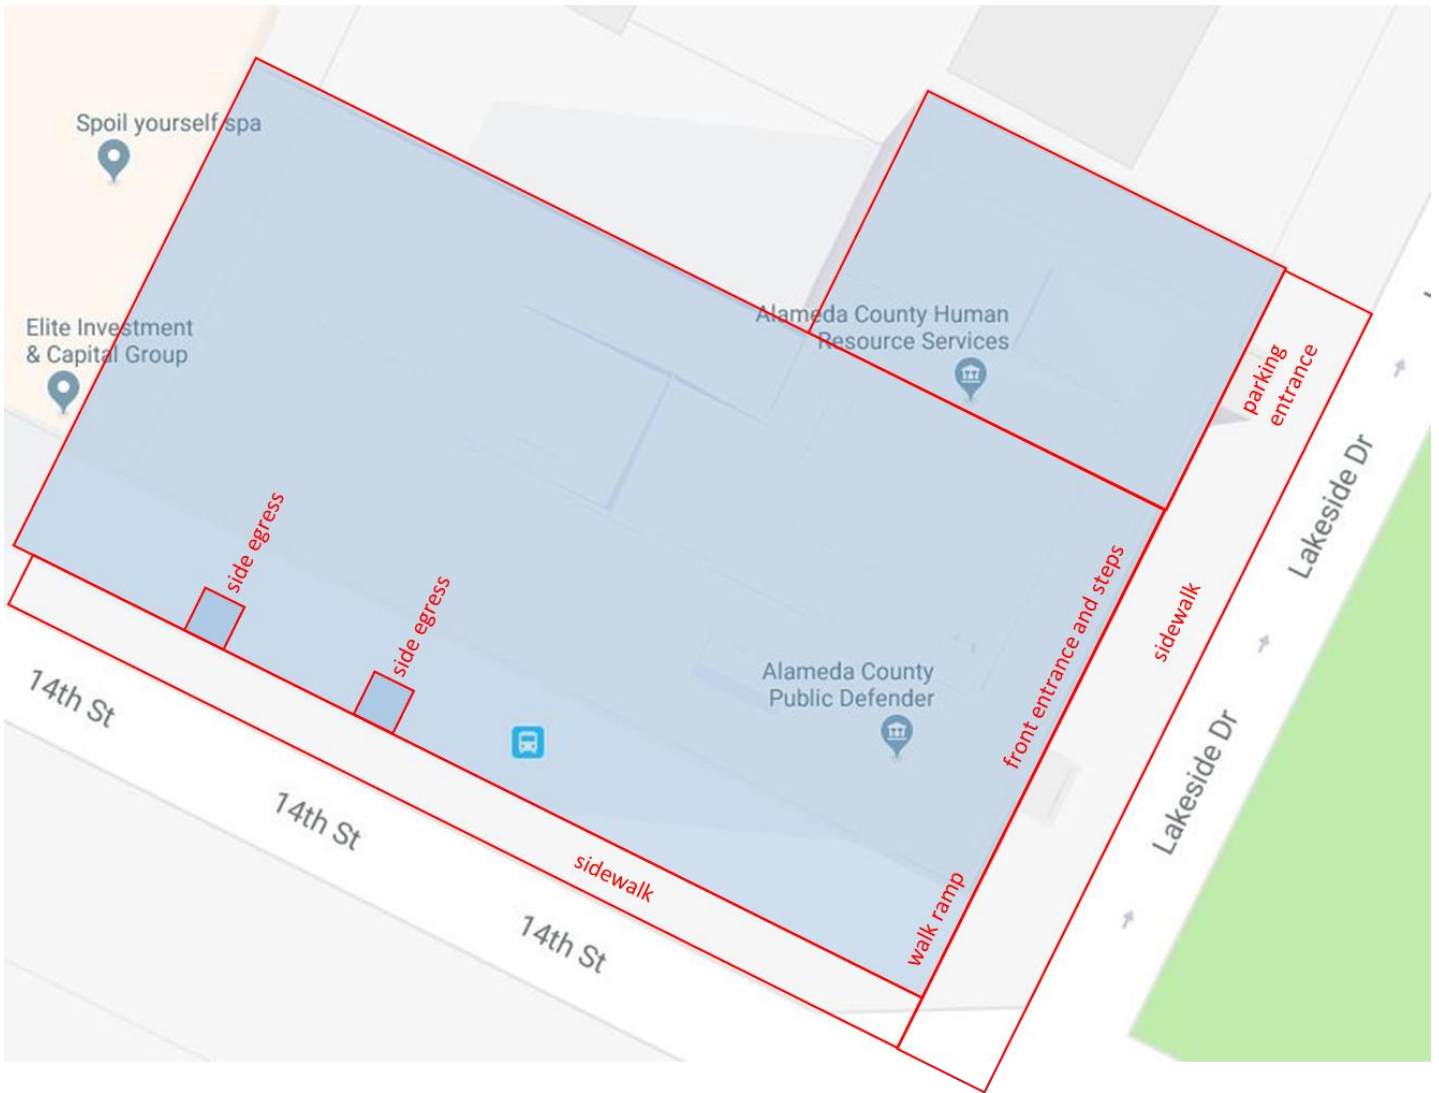 Spoil yourself spa
Alameda County Human
Resource Services
Elite Investment
& Capital Group
parking
entrance
Lakeside Dr
side egress
side egress
front entrance and steps
sidewalk
Alameda County
Public Defender
14th St
Lakeside Dr
14th St
sidewalk
walk ramp
14th St